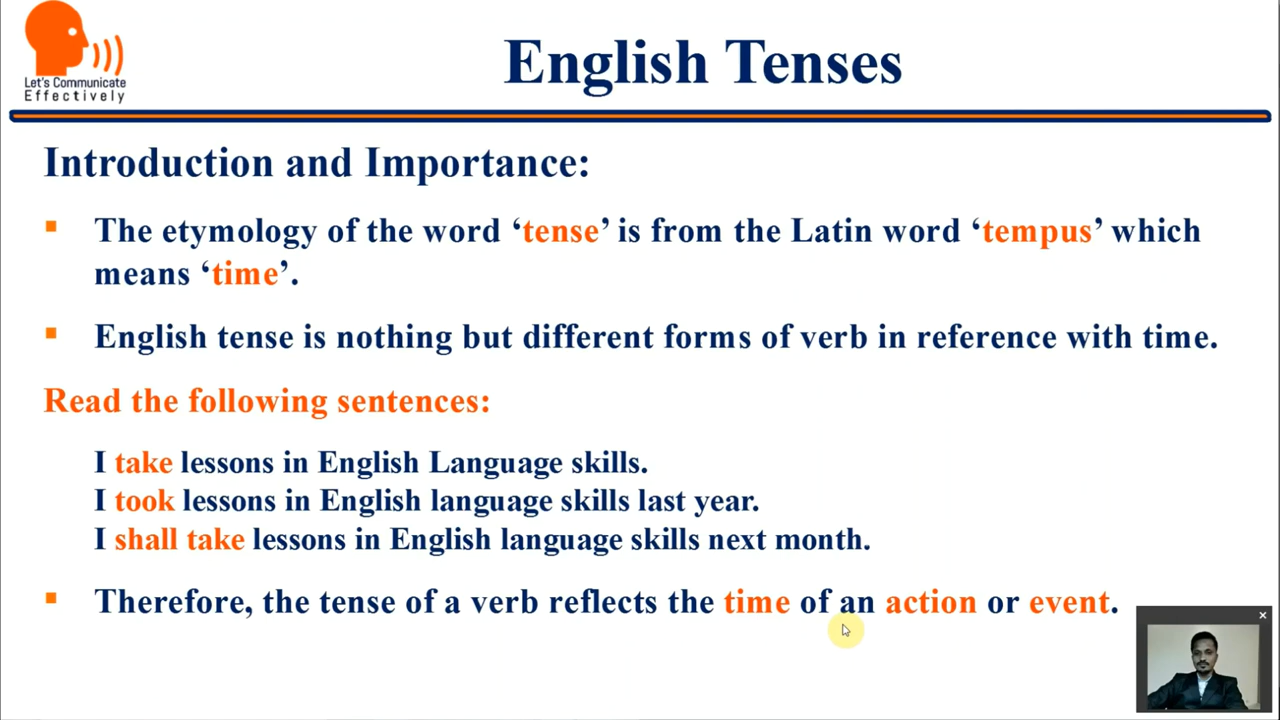 Let's Communicate
Effectively
English Tenses
Introduction and Importance:
The etymology of the word ‘tense’ is from the Latin word ‘tempus’ which
means ‘time’.
English tense is nothing but different forms of verb in reference with time.
Read the following sentences:
I take lessons in English Language skills.
I took lessons in English language skills last year.
I shall take lessons in English language skills next month.
Therefore, the tense of a verb reflects the time of an action or event.